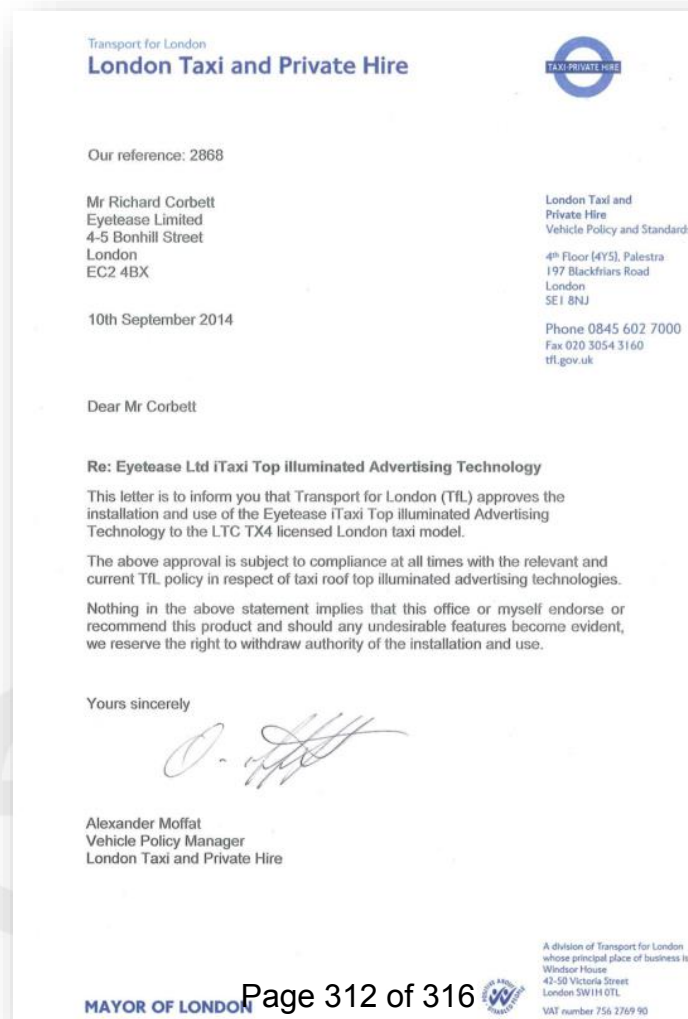 Transport for London
London Taxi and Private Hire
TAXI·PRIVATE HIRE
Our reference: 2868
Mr Richard Corbett
Eyetease Limited
4-5 Bonhill Street
London
EC2 4BX
10th September 2014
London Taxi and
Private Hire
Vehicle Policy and Standards
4th Floor (4Y5), Palestra
197 Blackfriars Road
London
SE1 8NJ
Phone 0845 602 7000
Fax 020 3054 3160
tfl.gov.uk
Dear Mr Corbett
Re: Eyetease Ltd iTaxi Top illuminated Advertising Technology
This letter is to inform you that Transport for London (TfL) approves the
installation and use of the Eyetease iTaxi Top illuminated Advertising
Technology to the LTC TX4 licensed London taxi model.
The above approval is subject to compliance at all times with the relevant and
current TfL policy in respect of taxi roof top illuminated advertising technologies.
Nothing in the above statement implies that this office or myself endorse or
recommend this product and should any undesirable features become evident,
we reserve the right to withdraw authority of the installation and use.
Yours sincerely
Alexander Moffat
Vehicle Policy Manager
London Taxi and Private Hire
A division of Transport for London
whose principal place of business is
Windsor House
42-50 Victoria Street
London SW1H 0TL
VAT number 756 2769 90
MAYOR OF LONDON
Page 312 of 316
POSITIVE ABOUT DISABLED PEOPLE